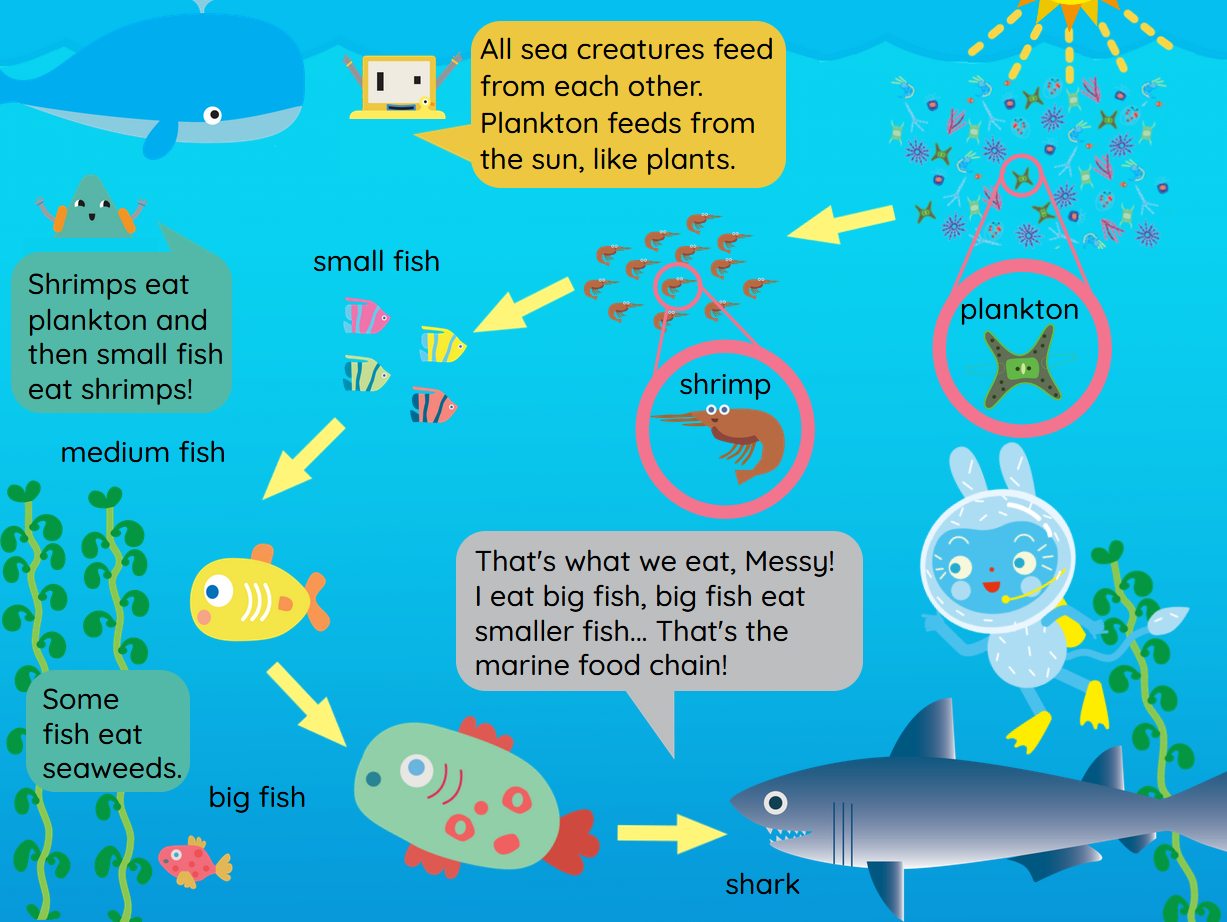 All sea creatures feed
from each other.
Plankton feeds from
the sun, like plants.
Shrimps eat
plankton and
then small fish
eat shrimps!
small fish
plankton
shrimp
medium fish
That's what we eat, Messy!
I eat big fish, big fish eat
smaller fish... That's the
marine food chain!
Some
fish eat
seaweeds.
big fish
shark